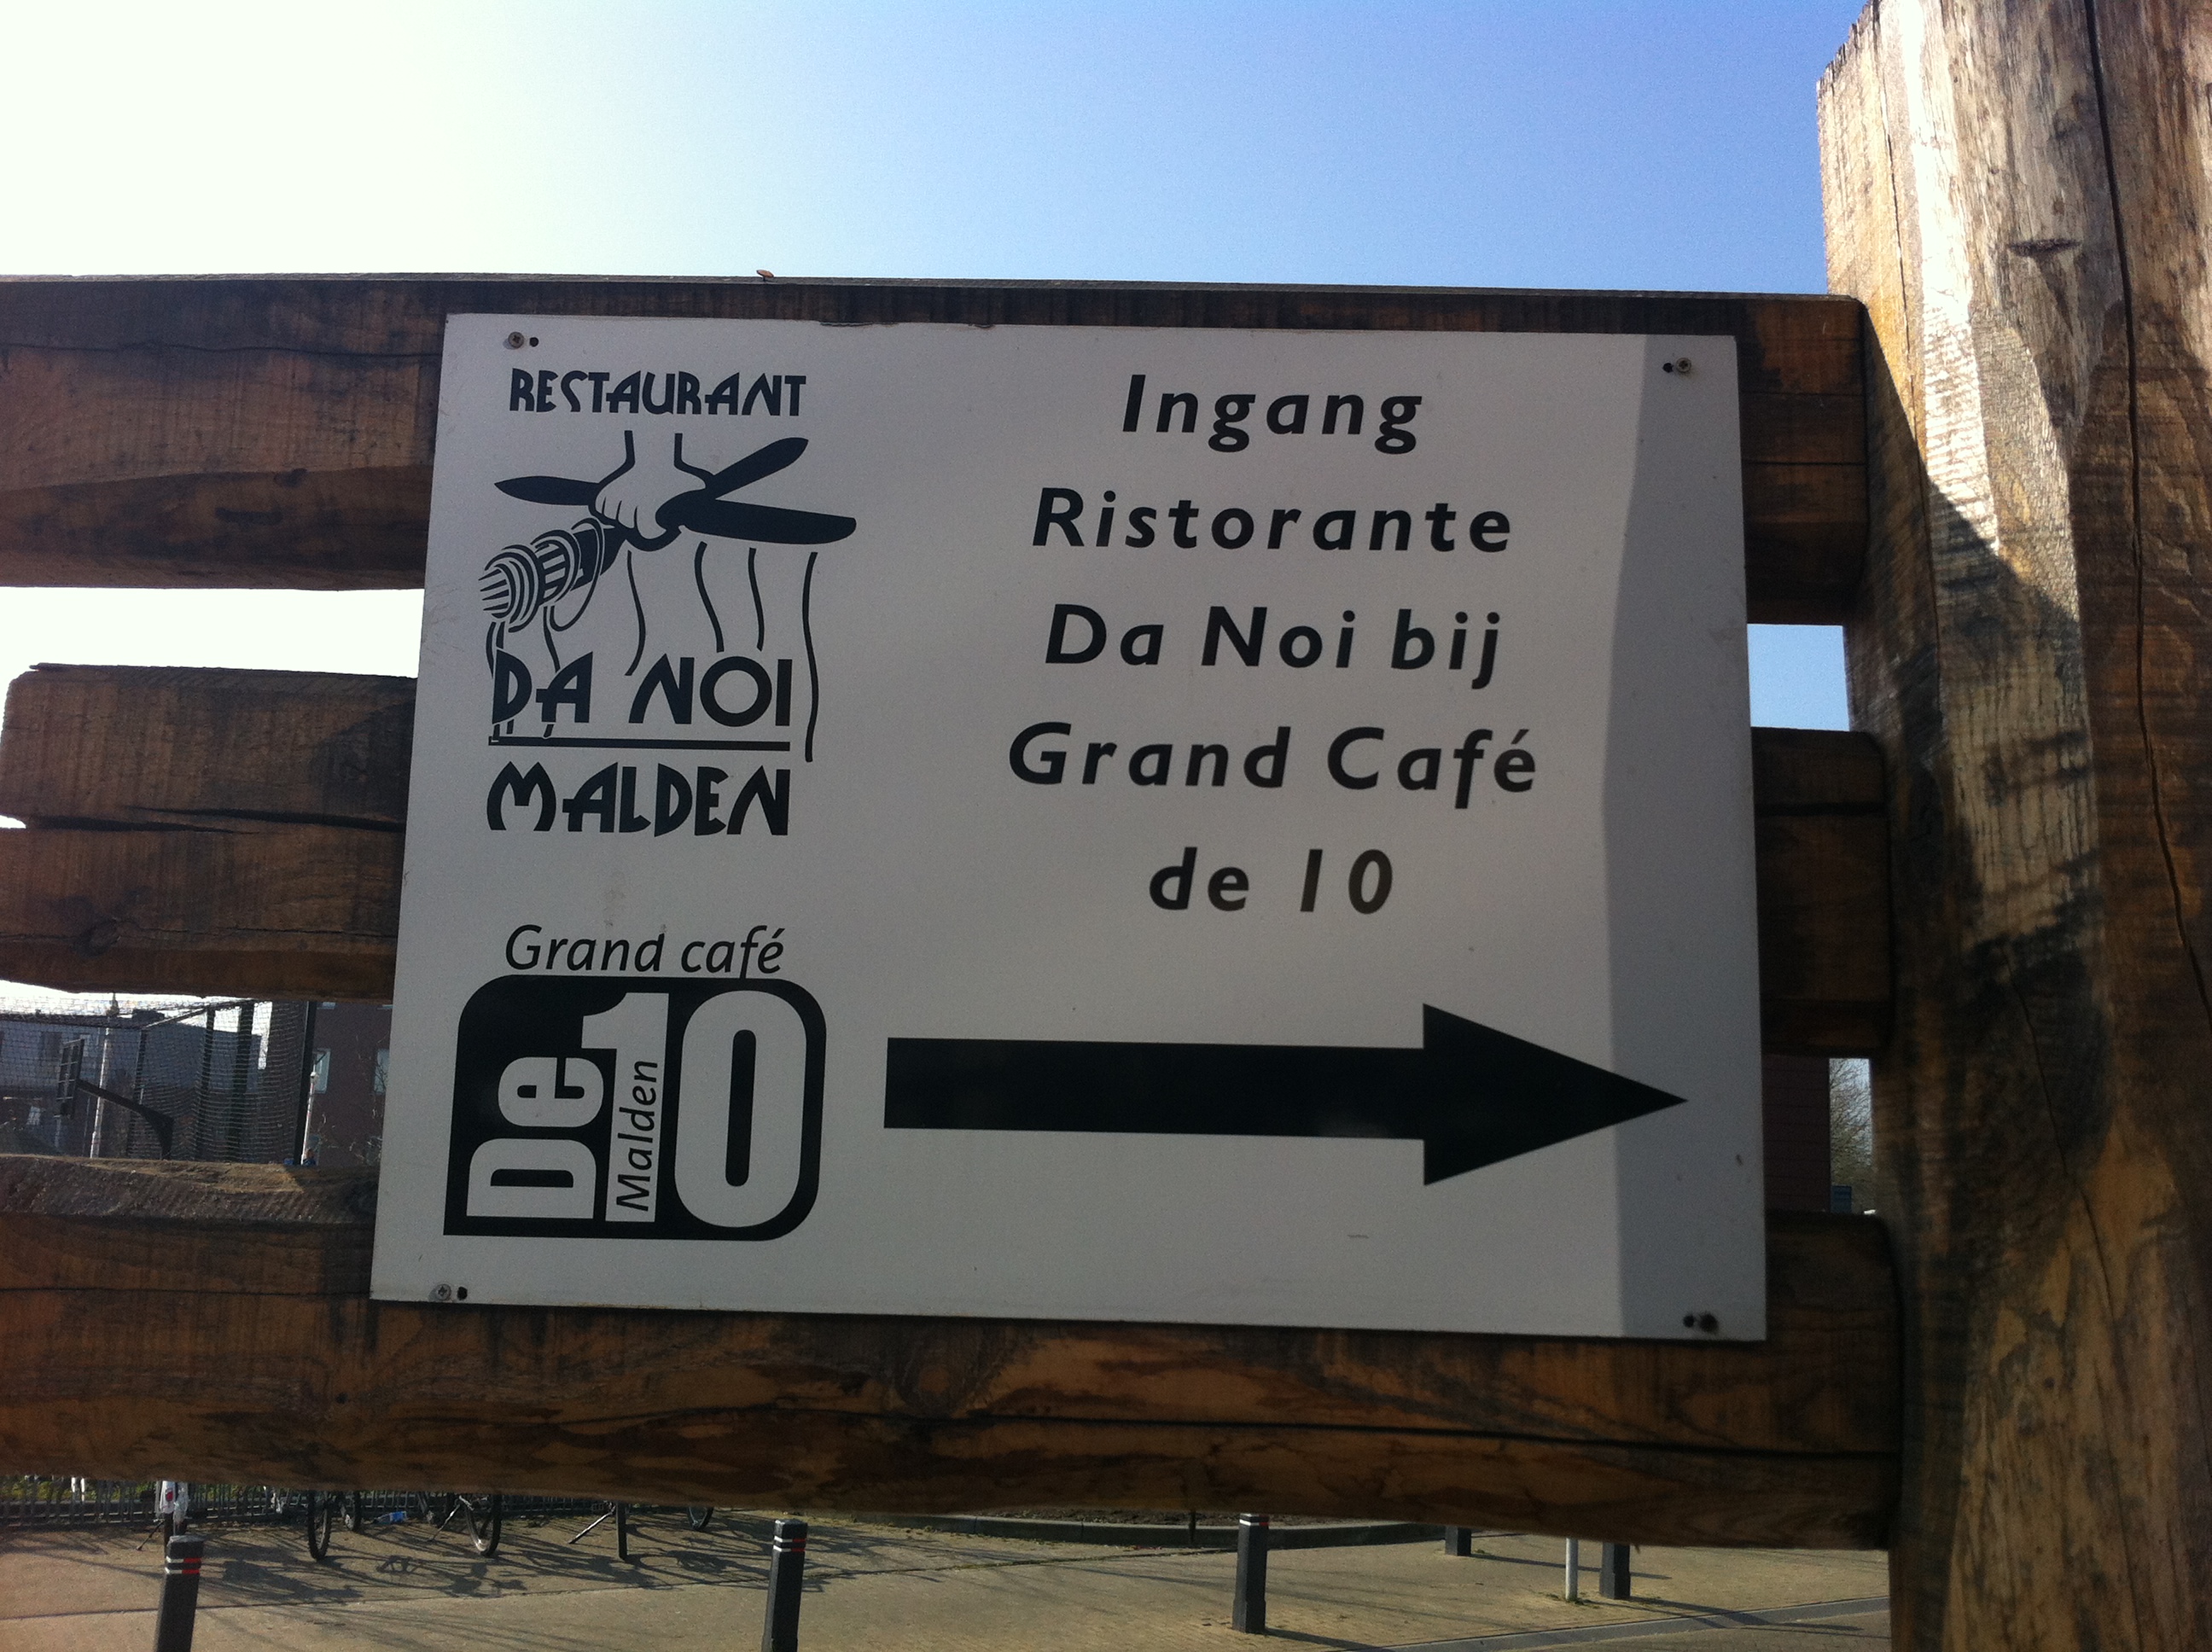 RESTAURANT
DA NOI
MALDEN
Grand café
De 10
Malden
Ingang
Ristorante
Da Noi bij
Grand Café
de 10